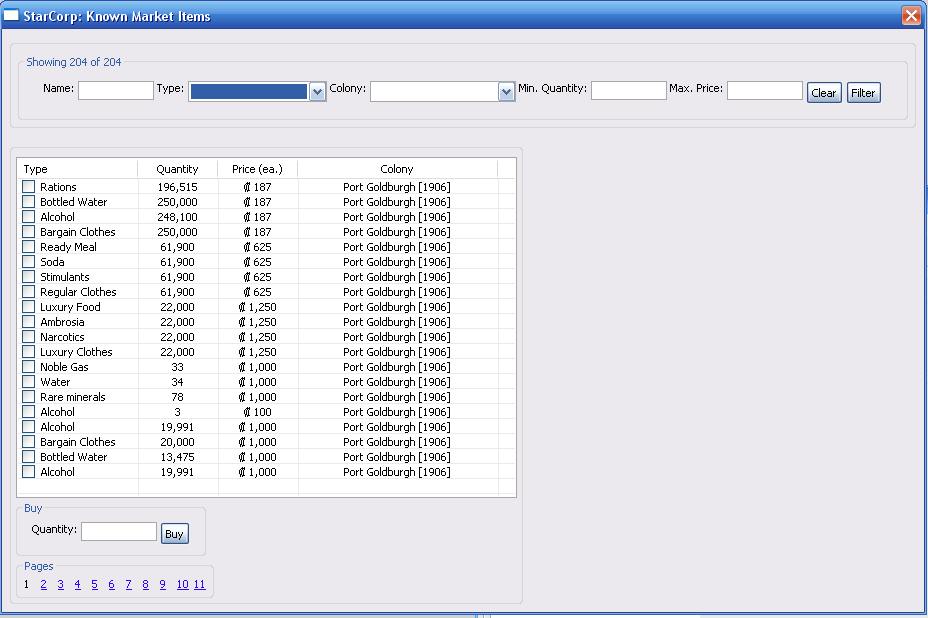 StarCorp: Known Market Items
Showing 204 of 204
Name: Type: Colony: Min. Quantity: Max. Price: Clear Filter
Type Quantity Price (ea.) Colony
Rations 196,515 ₡ 187 Port Goldburgh [1906]
Bottled Water 250,000 ₡ 187 Port Goldburgh [1906]
Alcohol 248,100 ₡ 187 Port Goldburgh [1906]
Bargain Clothes 250,000 ₡ 187 Port Goldburgh [1906]
Ready Meal 61,900 ₡ 625 Port Goldburgh [1906]
Soda 61,900 ₡ 625 Port Goldburgh [1906]
Stimulants 61,900 ₡ 625 Port Goldburgh [1906]
Regular Clothes 61,900 ₡ 625 Port Goldburgh [1906]
Luxury Food 22,000 ₡ 1,250 Port Goldburgh [1906]
Ambrosia 22,000 ₡ 1,250 Port Goldburgh [1906]
Narcotics 22,000 ₡ 1,250 Port Goldburgh [1906]
Luxury Clothes 22,000 ₡ 1,250 Port Goldburgh [1906]
Noble Gas 33 ₡ 1,000 Port Goldburgh [1906]
Water 34 ₡ 1,000 Port Goldburgh [1906]
Rare minerals 78 ₡ 1,000 Port Goldburgh [1906]
Alcohol 3 ₡ 100 Port Goldburgh [1906]
Alcohol 19,991 ₡ 1,000 Port Goldburgh [1906]
Bargain Clothes 20,000 ₡ 1,000 Port Goldburgh [1906]
Bottled Water 13,475 ₡ 1,000 Port Goldburgh [1906]
Alcohol 19,991 ₡ 1,000 Port Goldburgh [1906]
Buy
Quantity: Buy
Pages
1 2 3 4 5 6 7 8 9 10 11